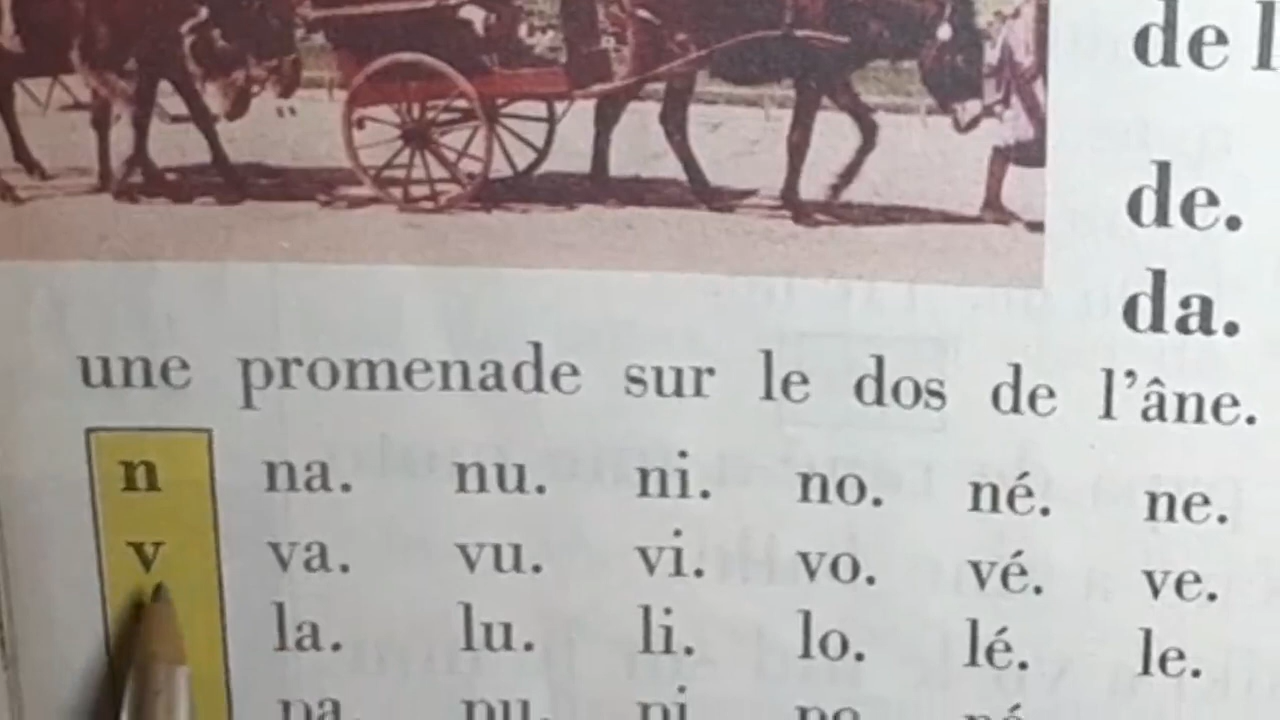 de l
de.
da.
une promenade sur le dos de l'âne.
n na. nu. ni. no. né. ne.
v va. vu. vi. vo. vé. ve.
la. lu. li. lo. lé. le.